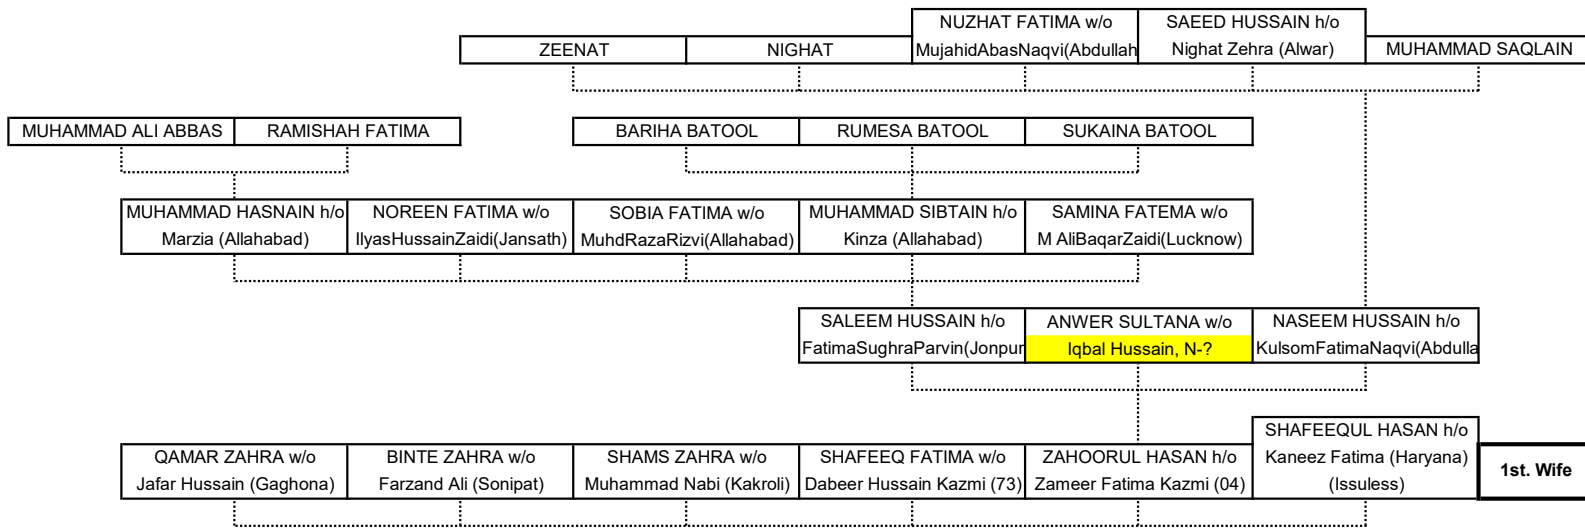 NUZHAT FATIMA w/o
SAEED HUSSAIN h/o
ZEENAT
NIGHAT
MujahidAbasNaqvi(Abdullah
Nighat Zehra (Alwar)
MUHAMMAD SAQLAIN
MUHAMMAD ALI ABBAS
RAMISHAH FATIMA
BARIHA BATOOL
RUMESA BATOOL
SUKAINA BATOOL
MUHAMMAD HASNAIN h/o
Marzia (Allahabad)
NOREEN FATIMA w/o
IlyasHussainZaidi(Jansath)
SOBIA FATIMA w/o
MuhdRazaRizvi(Allahabad)
MUHAMMAD SIBTAIN h/o
Kinza (Allahabad)
SAMINA FATEMA w/o
M AliBaqarZaidi(Lucknow)
SALEEM HUSSAIN h/o
FatimaSughraParvin(Jonpur
ANWER SULTANA w/o
Iqbal Hussain, N-?
NASEEM HUSSAIN h/o
KulsomFatimaNaqvi(Abdulla
QAMAR ZAHRA w/o
Jafar Hussain (Gaghona)
BINTE ZAHRA w/o
Farzand Ali (Sonipat)
SHAMS ZAHRA w/o
Muhammad Nabi (Kakroli)
SHAFEEQ FATIMA w/o
Dabeer Hussain Kazmi (73)
ZAHOORUL HASAN h/o
Zameer Fatima Kazmi (04)
SHAFEEQUL HASAN h/o
Kaneez Fatima (Haryana)
(Issuless)
1st. Wife